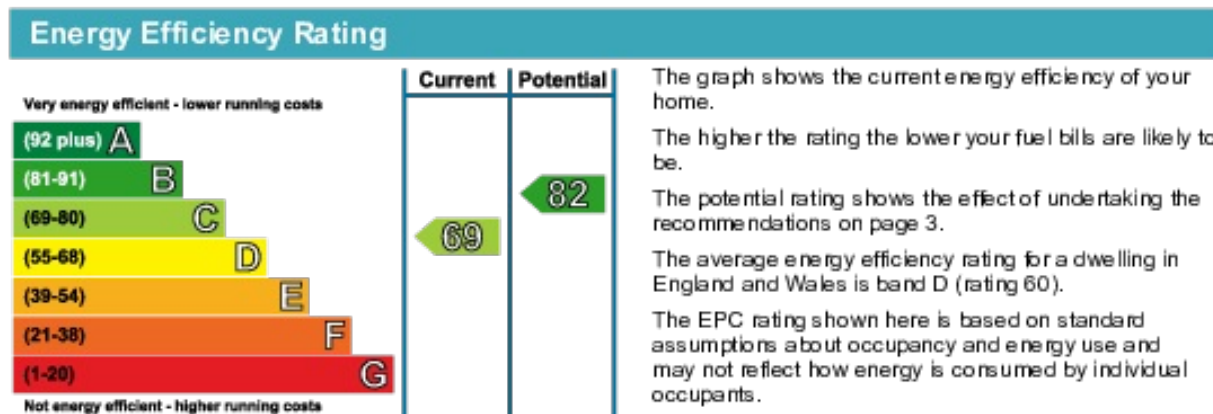 Energy Efficiency Rating
Current Potential
Very energy efficient - lower running costs
(92 plus) A
(81-91) B
82
(69-80) C
69
(55-68) D
(39-54) E
(21-38) F
(1-20) G
Not energy efficient - higher running costs
The graph shows the current energy efficiency of your
home.
The higher the rating the lower your fuel bills are likely to
be.
The potential rating shows the effect of undertaking the
recommendations on page 3.
The average energy efficiency rating for a dwelling in
England and Wales is band D (rating 60).
The EPC rating shown here is based on standard
assumptions about occupancy and energy use and
may not reflect how energy is consumed by individual
occupants.